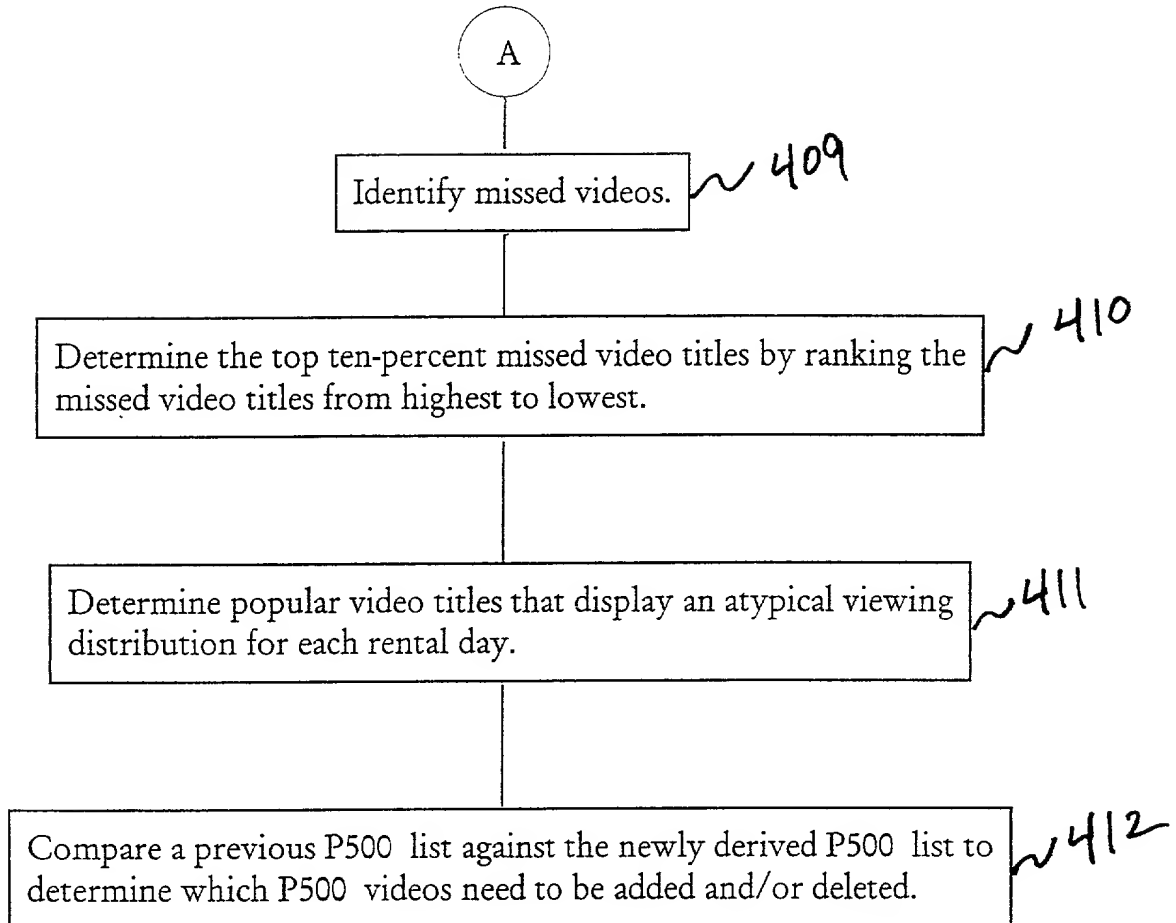 A
Identify missed videos.
409
Determine the top ten-percent missed video titles by ranking the
missed video titles from highest to lowest.
410
Determine popular video titles that display an atypical viewing
distribution for each rental day.
411
Compare a previous P500 list against the newly derived P500 list to
determine which P500 videos need to be added and/or deleted.
412